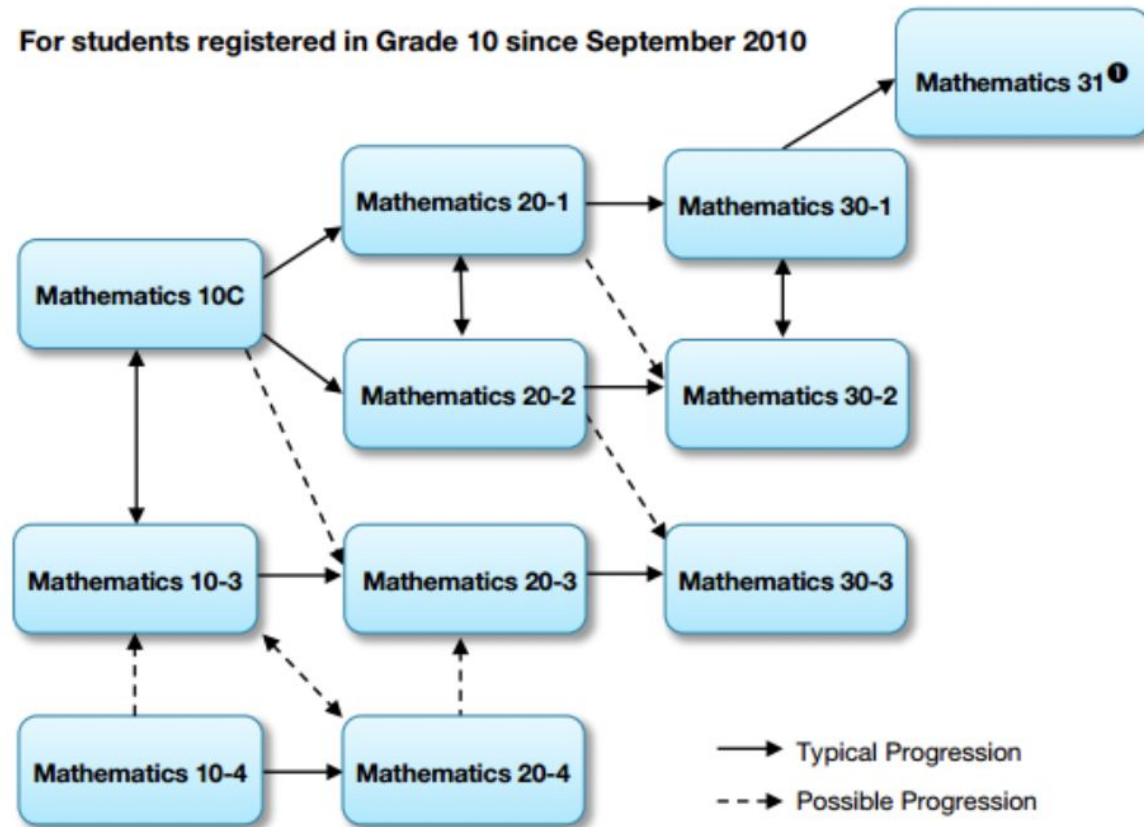 For students registered in Grade 10 since September 2010
Mathematics 31❶
Mathematics 20-1
Mathematics 30-1
Mathematics 10C
Mathematics 20-2
Mathematics 30-2
Mathematics 10-3
Mathematics 20-3
Mathematics 30-3
Mathematics 10-4
Mathematics 20-4
Typical Progression
Possible Progression